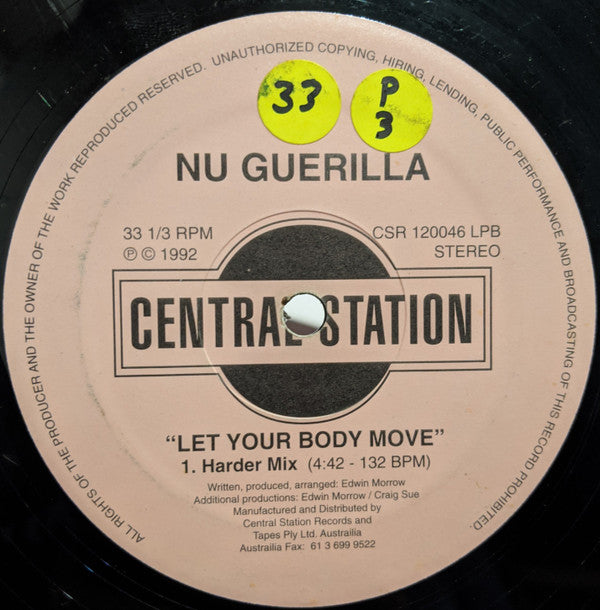 ALL RIGHTS OF THE PRODUCER AND THE OWNER OF THE WORK REPRODUCED RESERVED. UNAUTHORIZED COPYING, HIRING, LENDING, PUBLIC PERFORMANCE AND BROADCASTING OF THIS RECORD PROHIBITED.
33
P
3
NU GUERILLA
33 1/3 RPM
CSR 120046 LPB
℗ © 1992
STEREO
CENTRAL STATION
“LET YOUR BODY MOVE”
1. Harder Mix (4:42 - 132 BPM)
Written, produced, arranged: Edwin Morrow
Additional productions: Edwin Morrow / Craig Sue
Manufactured and Distributed by
Central Station Records and
Tapes Ply Ltd. Austrailia
Austrailia Fax: 61 3 699 9522